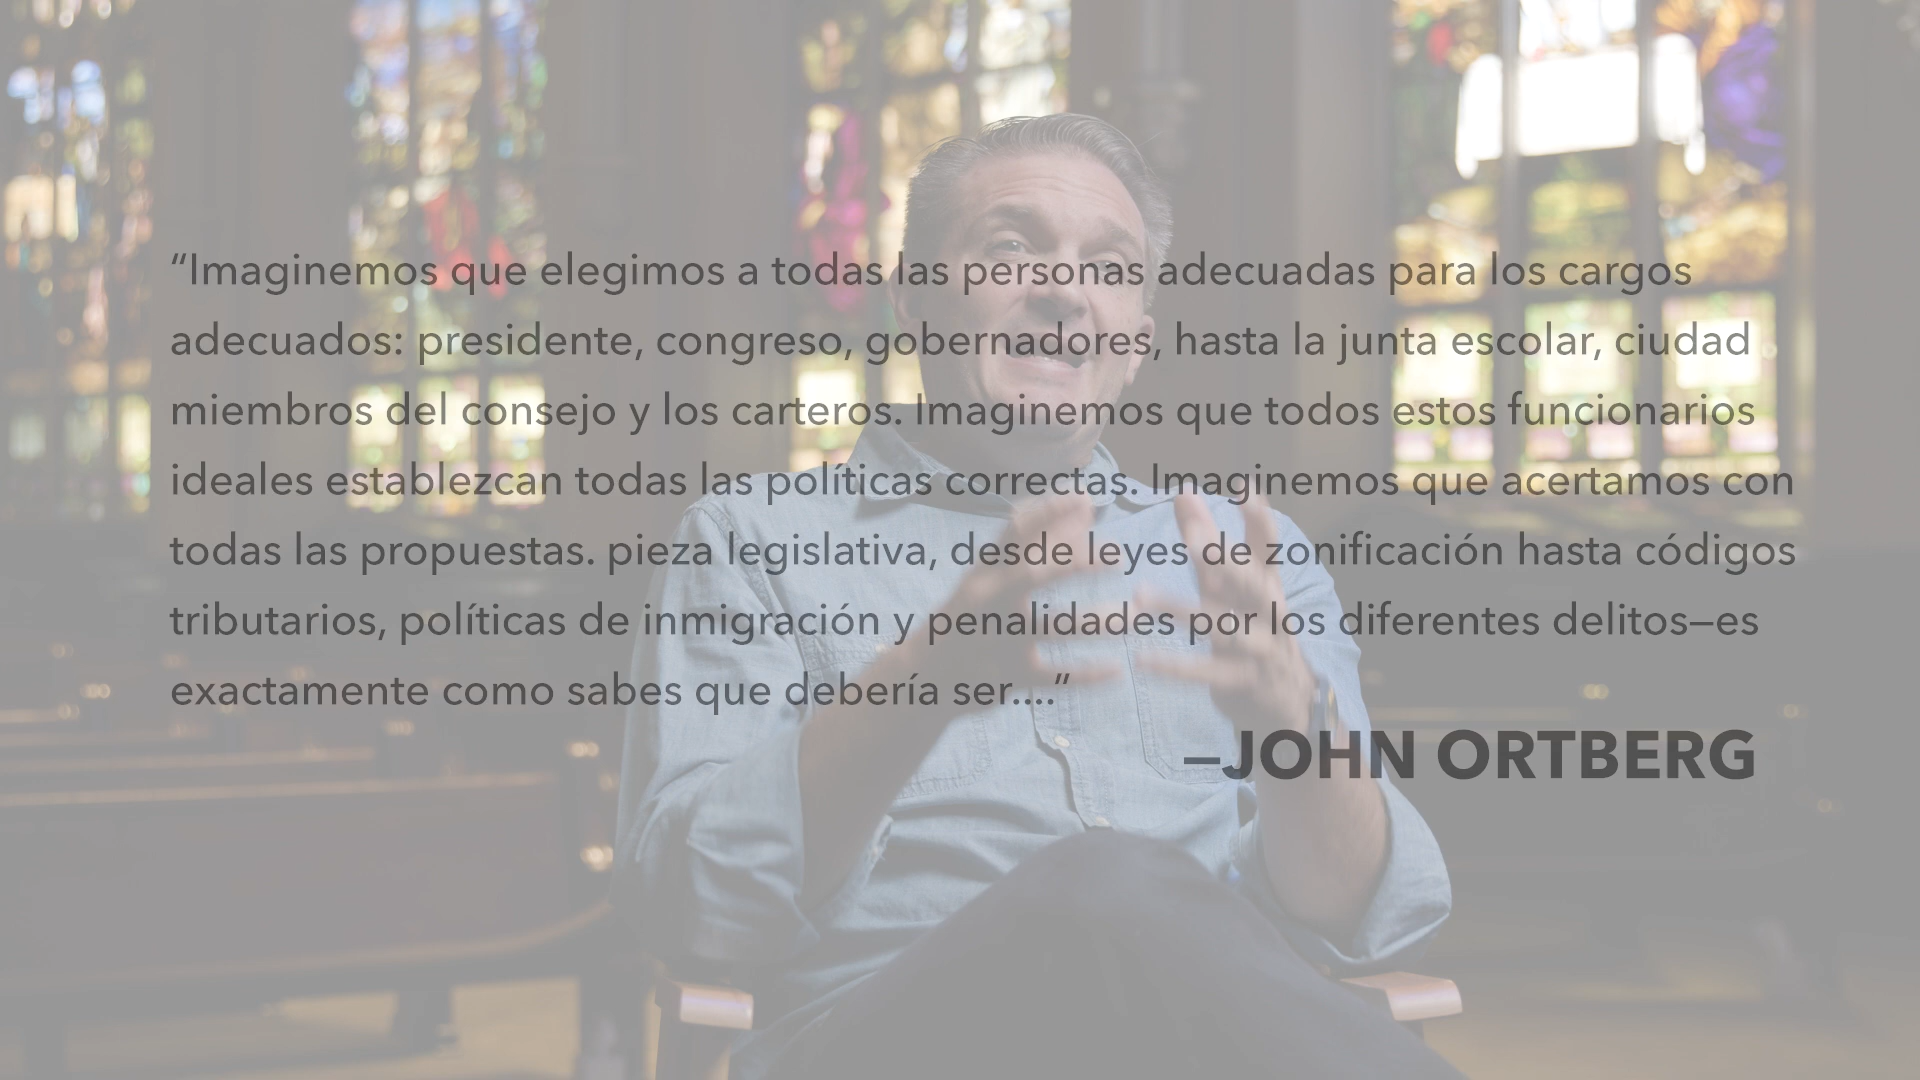 “Imaginemos que elegimos a todas las personas adecuadas para los cargos
adecuados: presidente, congreso, gobernadores, hasta la junta escolar, ciudad
miembros del consejo y los carteros. Imaginemos que todos estos funcionarios
ideales establezcan todas las políticas correctas. Imaginemos que acertamos con
todas las propuestas. pieza legislativa, desde leyes de zonificación hasta códigos
tributarios, políticas de inmigración y penalidades por los diferentes delitos—es
exactamente como sabes que debería ser....”
—JOHN ORTBERG